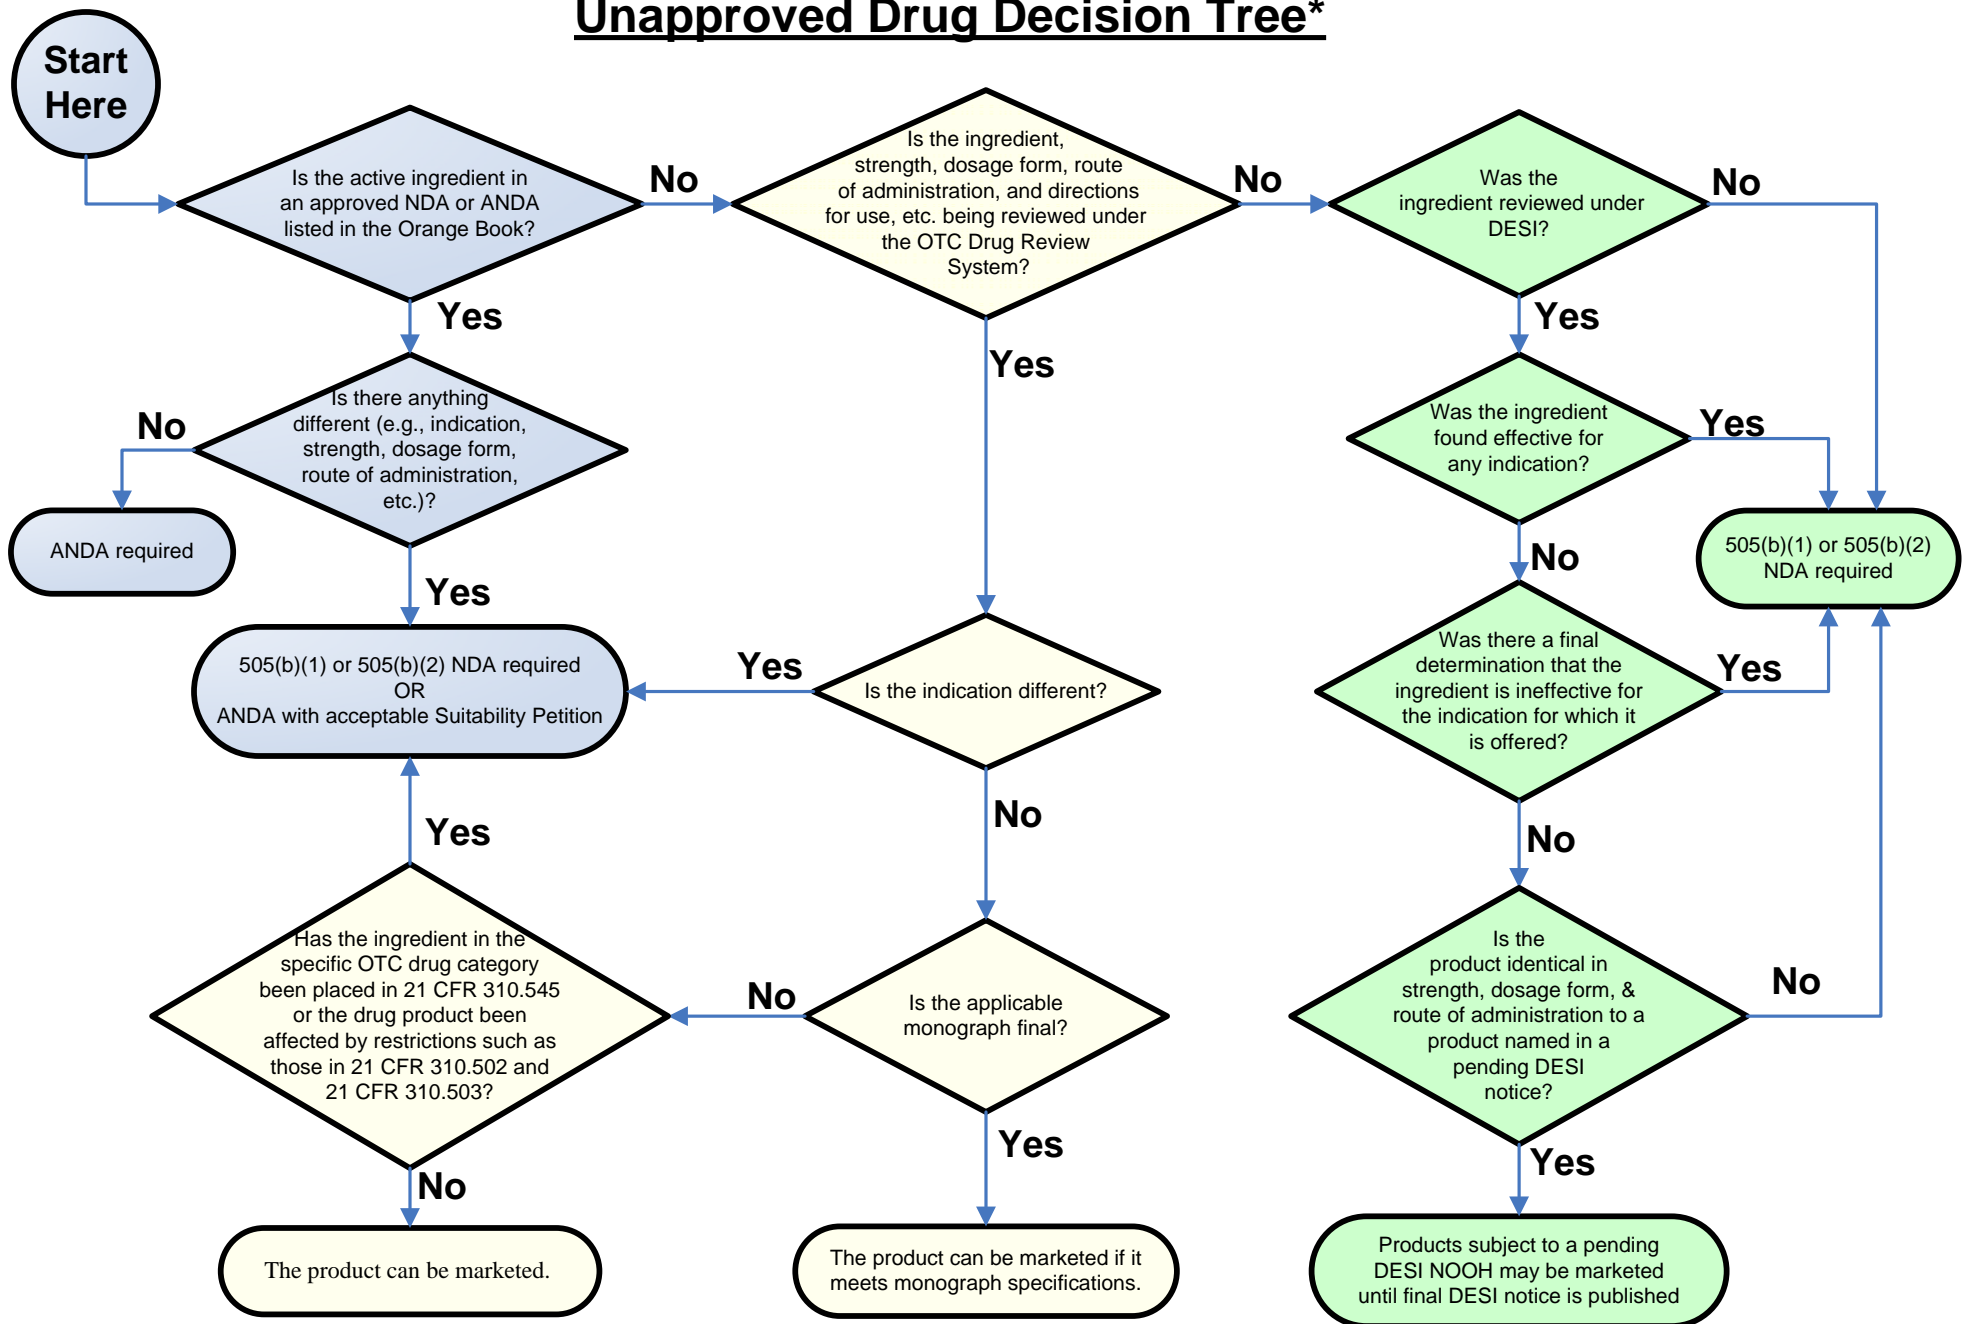 Unapproved Drug Decision Tree*
Start
Here
Is the active ingredient in
an approved NDA or ANDA
listed in the Orange Book?
No
Is the ingredient,
strength, dosage form, route
of administration, and directions
for use, etc. being reviewed under
the OTC Drug Review
System?
No
Was the
ingredient reviewed under
DESI?
No
Yes
Yes
Yes
Is there anything
different (e.g., indication,
strength, dosage form,
route of administration,
etc.)?
No
ANDA required
Yes
Was the ingredient
found effective for
any indication?
Yes
No
505(b)(1) or 505(b)(2)
NDA required
505(b)(1) or 505(b)(2) NDA required
OR
ANDA with acceptable Suitability Petition
Yes
Is the indication different?
No
Was there a final
determination that the
ingredient is ineffective for
the indication for which it
is offered?
Yes
No
Yes
Has the ingredient in the
specific OTC drug category
been placed in 21 CFR 310.545
or the drug product been
affected by restrictions such as
those in 21 CFR 310.502 and
21 CFR 310.503?
No
Is the applicable
monograph final?
Is the
product identical in
strength, dosage form, &
route of administration to a
product named in a
pending DESI
notice?
No
No
Yes
Yes
The product can be marketed.
The product can be marketed if it
meets monograph specifications.
Products subject to a pending
DESI NOOH may be marketed
until final DESI notice is published